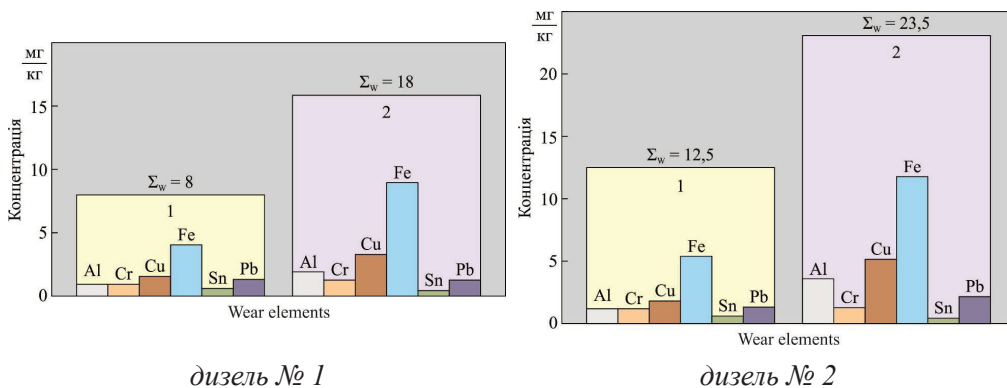 мг
кг
Концентрація
15
10
5
0
Σw = 8
1
Al Cr Cu Fe Sn Pb
Σw = 18
2
Al Cr Cu Fe Sn Pb
Wear elements
дизель № 1
мг
кг
Концентрація
20
15
10
5
0
Σw = 12,5
1
Al Cr Cu Fe Sn Pb
Σw = 23,5
2
Al Cr Cu Fe Sn Pb
Wear elements
дизель № 2